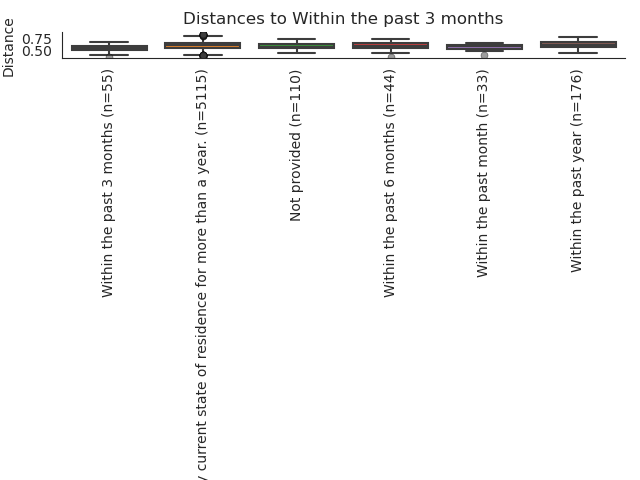 Distances to Within the past 3 months
Distance
0.75
0.50
Within the past 3 months (n=55)
current state of residence for more than a year. (n=5115)
Not provided (n=110)
Within the past 6 months (n=44)
Within the past month (n=33)
Within the past year (n=176)